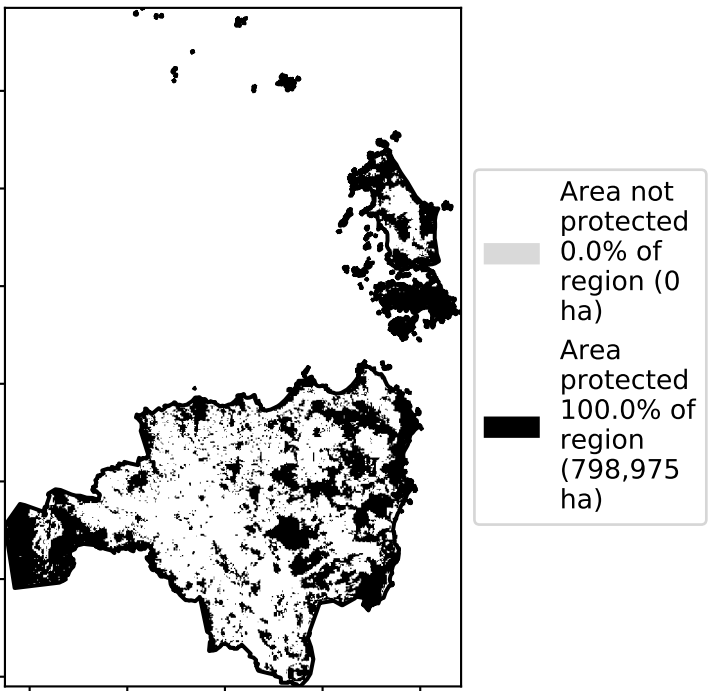 Area not
protected
0.0% of
region (0
ha)
Area
protected
100.0% of
region
(798,975
ha)